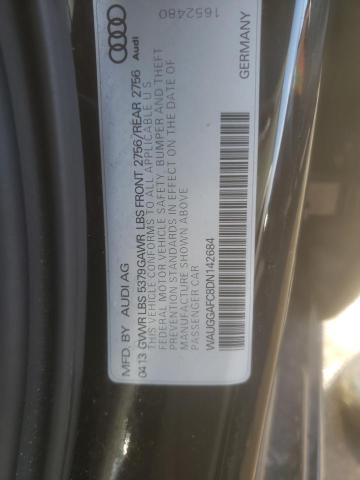 MFD. BY AUDI AG
0413 GVWR LBS 5379GAWR LBS FRONT 2756/REAR 2756
THIS VEHICLE CONFORMS TO ALL APPLICABLE U S
FEDERAL MOTOR VEHICLE SAFETY, BUMPER AND THEFT
PREVENTION STANDARDS IN EFFECT ON THE DATE OF
MANUFACTURE SHOWN ABOVE
PASSENGER CAR
WAUGGAFC8DN142684
Audi
1652480
GERMANY